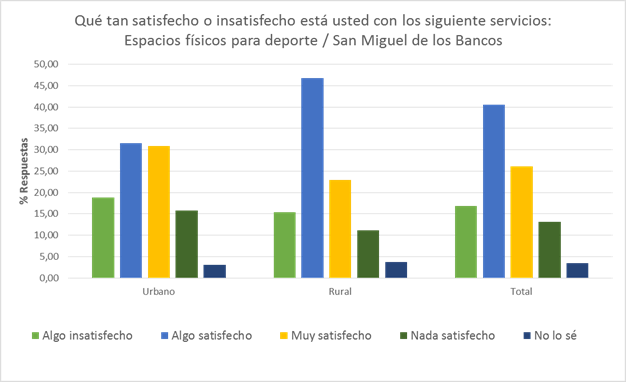 Qué tan satisfecho o insatisfecho está usted con los siguiente servicios:
Espacios físicos para deporte / San Miguel de los Bancos
50,00
45,00
40,00
35,00
30,00
25,00
20,00
15,00
10,00
5,00
0,00
% Respuestas
Urbano Rural Total
Algo insatisfecho Algo satisfecho Muy satisfecho Nada satisfecho No lo sé